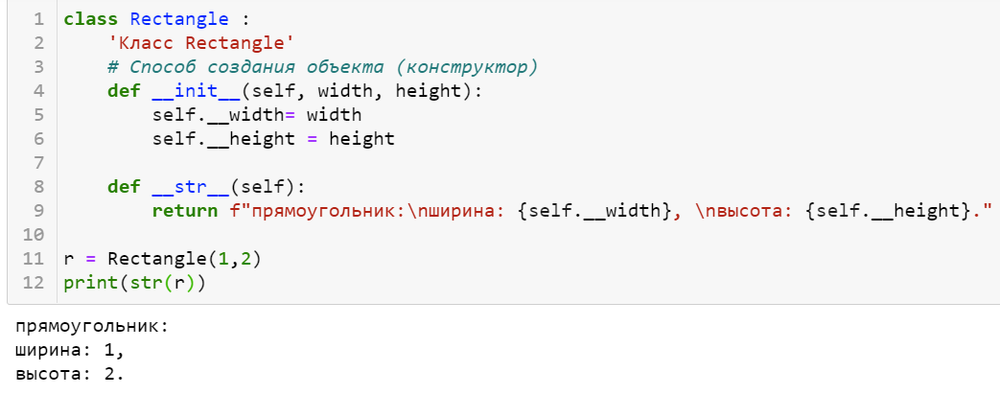 1 class Rectangle :
2     'Класс Rectangle'
3     # Способ создания объекта (конструктор)
4     def __init__(self, width, height):
5         self.__width= width
6         self.__height = height
7
8     def __str__(self):
9         return f"прямоугольник:\nширина: {self.__width}, \nвысота: {self.__height}."
10
11 r = Rectangle(1,2)
12 print(str(r))
прямоугольник:
ширина: 1,
высота: 2.